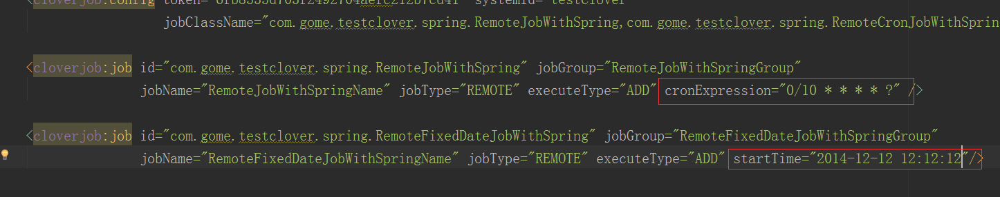 <cloverjob:config token= systemid="testclover"
jobClassName="com.gome.testclover.spring.RemoteJobWithSpring,com.gome.testclover.spring.RemoteCronJobWithSprin
<cloverjob:job id="com.gome.testclover.spring.RemoteJobWithSpring" jobGroup="RemoteJobWithSpringGroup"
jobName="RemoteJobWithSpringName" jobType="REMOTE" executeType="ADD" cronExpression="0/10 * * * * ?" />
<cloverjob:job id="com.gome.testclover.spring.RemoteFixedDateJobWithSpring" jobGroup="RemoteFixedDateJobWithSpringGroup"
jobName="RemoteFixedDateJobWithSpringName" jobType="REMOTE" executeType="ADD" startTime="2014-12-12 12:12:12"/>